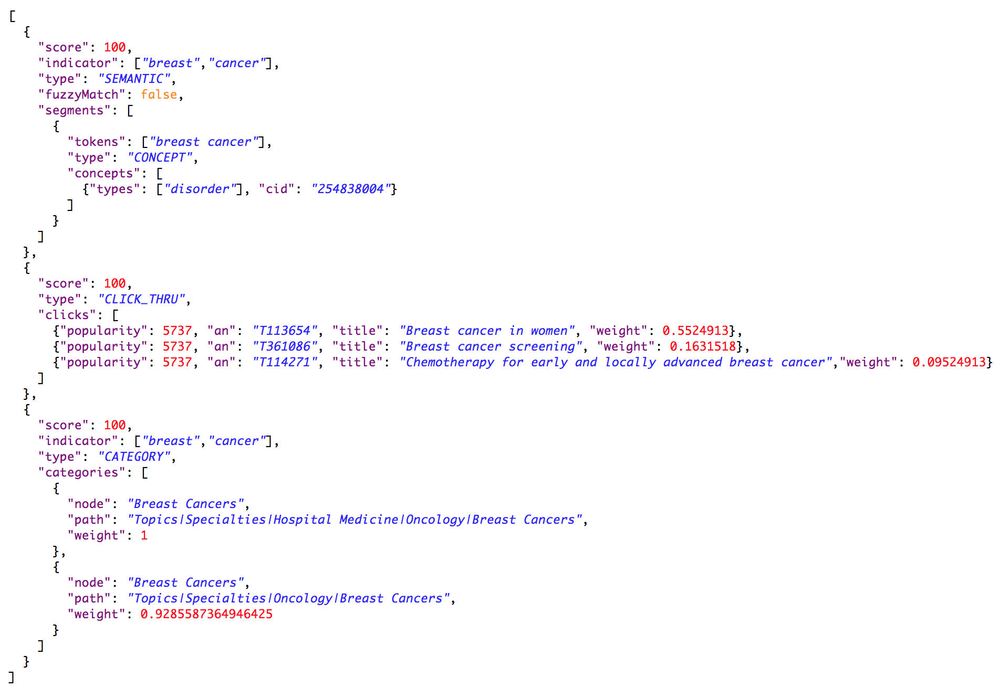 [
  {
    "score": 100,
    "indicator": ["breast","cancer"],
    "type": "SEMANTIC",
    "fuzzyMatch": false,
    "segments": [
      {
        "tokens": ["breast cancer"],
        "type": "CONCEPT",
        "concepts": [
          {"types": ["disorder"], "cid": "254838004"}
        ]
      }
    ]
  },
  {
    "score": 100,
    "type": "CLICK_THRU",
    "clicks": [
      {"popularity": 5737, "an": "T113654", "title": "Breast cancer in women", "weight": 0.5524913},
      {"popularity": 5737, "an": "T361086", "title": "Breast cancer screening", "weight": 0.1631518},
      {"popularity": 5737, "an": "T114271", "title": "Chemotherapy for early and locally advanced breast cancer","weight": 0.09524913}
    ]
  },
  {
    "score": 100,
    "indicator": ["breast","cancer"],
    "type": "CATEGORY",
    "categories": [
      {
        "node": "Breast Cancers",
        "path": "Topics|Specialties|Hospital Medicine|Oncology|Breast Cancers",
        "weight": 1
      },
      {
        "node": "Breast Cancers",
        "path": "Topics|Specialties|Oncology|Breast Cancers",
        "weight": 0.9285587364946425
      }
    ]
  }
]